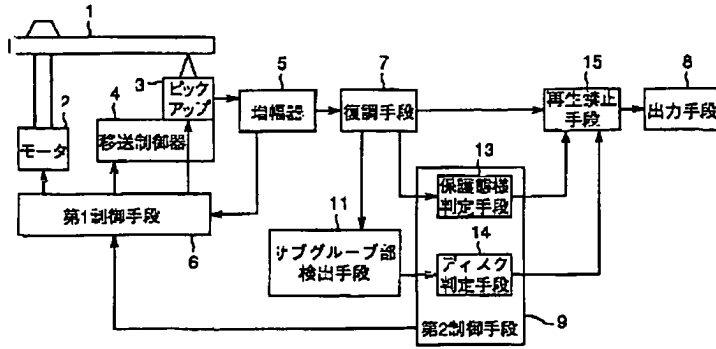 1
15
8
5
7
3
ピック
アップ
再生禁止
手段
出力手段
4
増幅器
復調手段
2
移送制御器
モータ
13
保護態様
判定手段
11
第1制御手段
14
サブグルーブ部
検出手段
ディスク
判定手段
6
第2制御手段
9